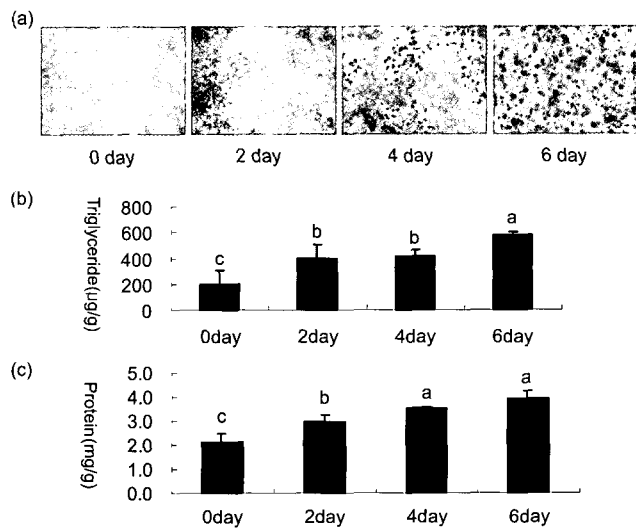 (a)
0 day 2 day 4 day 6 day
(b)
Triglyceride(µg/g)
800
600
400
200
0
c b b a
0day 2day 4day 6day
(c)
Protein(mg/g)
5.0
4.0
3.0
2.0
1.0
0.0
c b a a
0day 2day 4day 6day